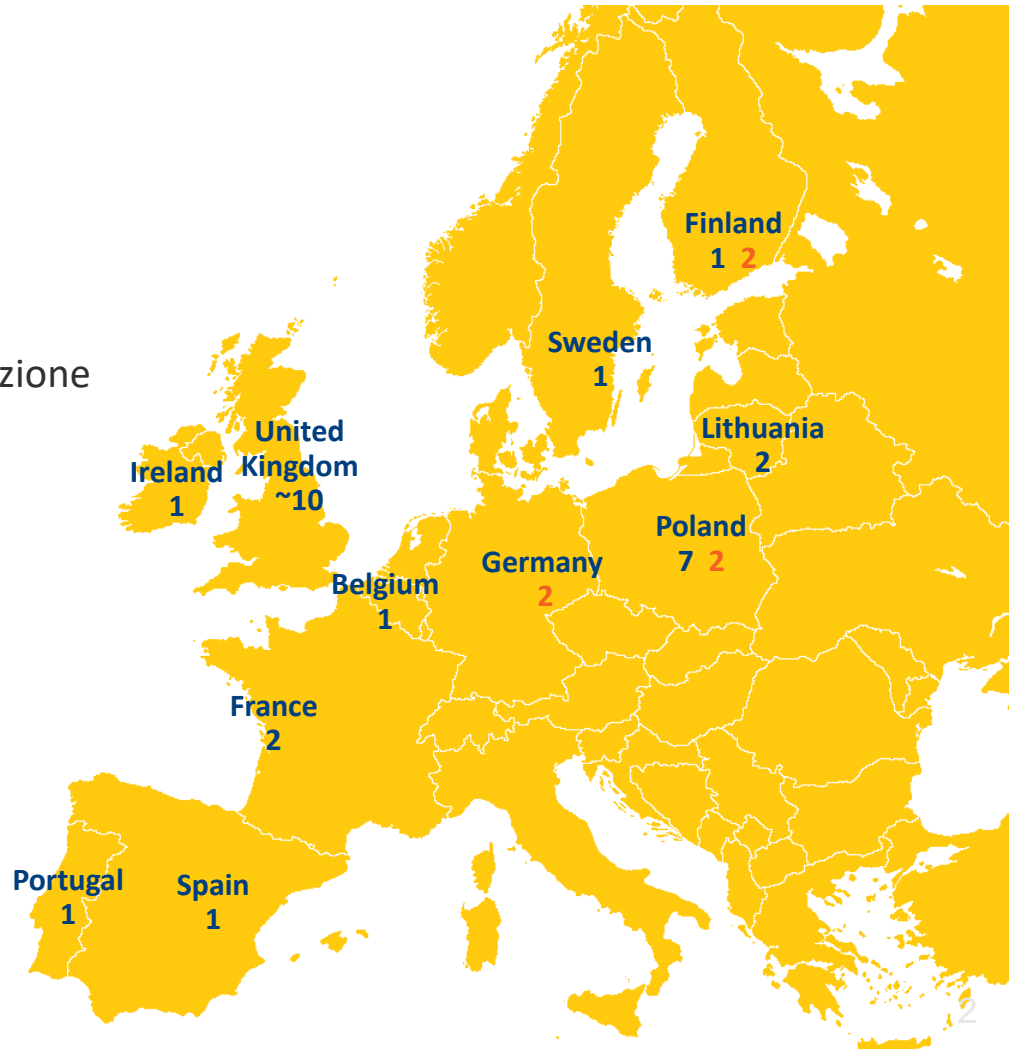 Finland
1 2
Sweden
1
zione
United
Kingdom
~10
Ireland
1
Lithuania
2
Poland
7 2
Germany
2
Belgium
1
France
2
Portugal
1
Spain
1
2